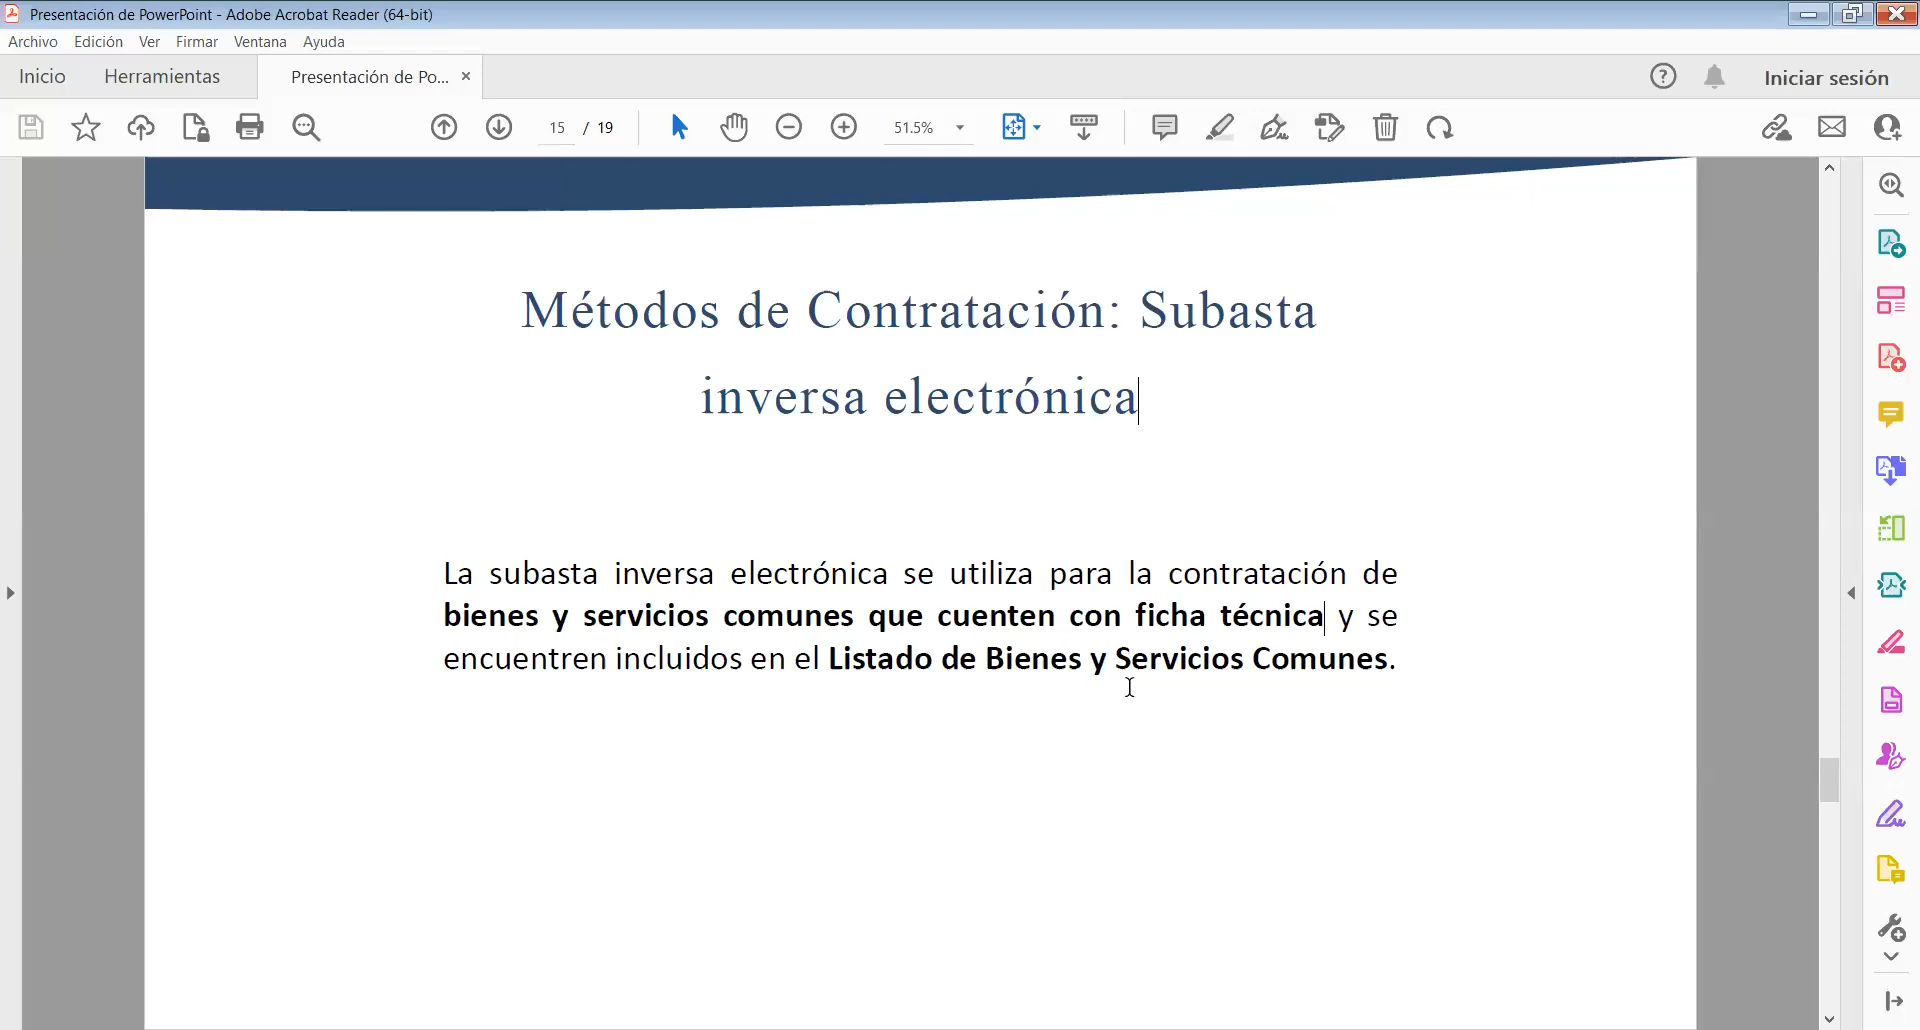 Presentación de PowerPoint - Adobe Acrobat Reader (64-bit)
Archivo Edición Ver Firmar Ventana Ayuda
Inicio Herramientas Presentación de Po... × Iniciar sesión
15 / 19 51.5%
Métodos de Contratación: Subasta
inversa electrónica
La subasta inversa electrónica se utiliza para la contratación de
bienes y servicios comunes que cuenten con ficha técnica y se
encuentren incluidos en el Listado de Bienes y Servicios Comunes.